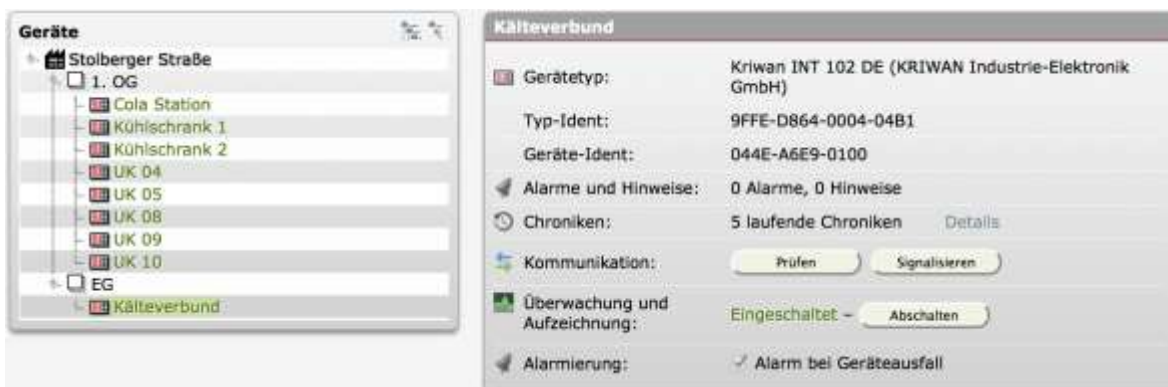 Geräte
Stolberger Straße
1. OG
Cola Station
Kühlschrank 1
Kühlschrank 2
UK 04
UK 05
UK 08
UK 09
UK 10
EG
Kälteverbund
Kälteverbund
Gerätetyp:
Kriwan INT 102 DE (KRIWAN Industrie-Elektronik
GmbH)
Typ-Ident:
9FFE-D864-0004-04B1
Geräte-Ident:
044E-A6E9-0100
Alarme und Hinweise:
0 Alarme, 0 Hinweise
Chroniken:
5 laufende Chroniken Details
Kommunikation:
Prüfen Signalisieren
Überwachung und
Aufzeichnung:
Eingeschaltet – Abschalten
Alarmierung:
Alarm bei Geräteausfall